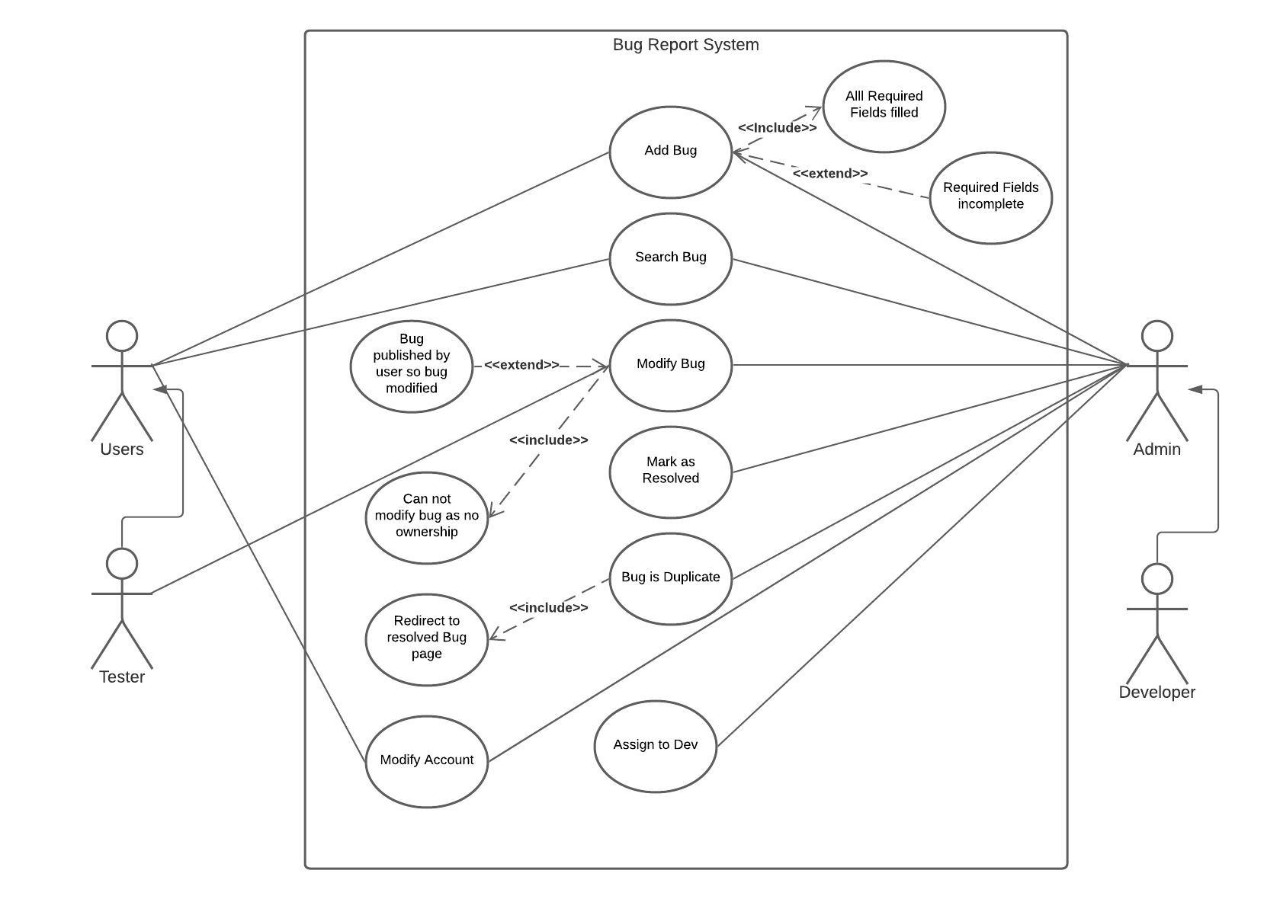 Bug Report System
Alll Required
Fields filled
<<Include>>
Add Bug
<<extend>>
Required Fields
incomplete
Search Bug
Bug
published by
user so bug
modified
<<extend>>
Modify Bug
Users
Admin
<<include>>
Mark as
Resolved
Can not
modify bug as no
ownership
Bug is Duplicate
<<include>>
Redirect to
resolved Bug
page
Tester
Developer
Modify Account
Assign to Dev